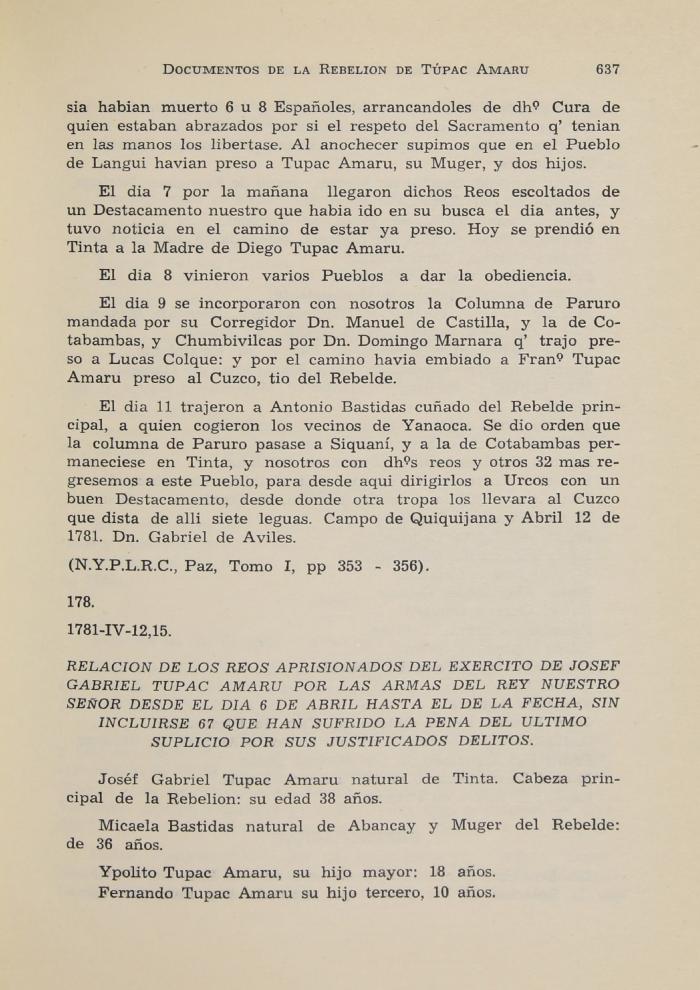 DOCUMENTOS DE LA REBELION DE TÚPAC AMARU 637
sia habian muerto 6 u 8 Españoles, arrancandoles de dhº Cura de
quien estaban abrazados por si el respeto del Sacramento q' tenian
en las manos los libertase. Al anochecer supimos que en el Pueblo
de Langui havian preso a Tupac Amaru, su Muger, y dos hijos.
El dia 7 por la mañana llegaron dichos Reos escoltados de
un Destacamento nuestro que habia ido en su busca el dia antes, y
tuvo noticia en el camino de estar ya preso. Hoy se prendió en
Tinta a la Madre de Diego Tupac Amaru.
El dia 8 vinieron varios Pueblos a dar la obediencia.
El dia 9 se incorporaron con nosotros la Columna de Paruro
mandada por su Corregidor Dn. Manuel de Castilla, y la de Co-
tabambas, y Chumbivilcas por Dn. Domingo Marnara q' trajo pre-
so a Lucas Colque: y por el camino havia embiado a Franº Tupac
Amaru preso al Cuzco, tio del Rebelde.
El dia 11 trajeron a Antonio Bastidas cuñado del Rebelde prin-
cipal, a quien cogieron los vecinos de Yanaoca. Se dio orden que
la columna de Paruro pasase a Siquaní, y a la de Cotabambas per-
maneciese en Tinta, y nosotros con dhºs reos y otros 32 mas re-
gresemos a este Pueblo, para desde aqui dirigirlos a Urcos con un
buen Destacamento, desde donde otra tropa los llevara al Cuzco
que dista de alli siete leguas. Campo de Quiquijana y Abril 12 de
1781. Dn. Gabriel de Aviles.
(N.Y.P.L.R.C., Paz, Tomo I, pp 353 - 356).
178.
1781-IV-12,15.
RELACION DE LOS REOS APRISIONADOS DEL EXERCITO DE JOSEF
GABRIEL TUPAC AMARU POR LAS ARMAS DEL REY NUESTRO
SEÑOR DESDE EL DIA 6 DE ABRIL HASTA EL DE LA FECHA, SIN
INCLUIRSE 67 QUE HAN SUFRIDO LA PENA DEL ULTIMO
SUPLICIO POR SUS JUSTIFICADOS DELITOS.
Joséf Gabriel Tupac Amaru natural de Tinta. Cabeza prin-
cipal de la Rebelion: su edad 38 años.
Micaela Bastidas natural de Abancay y Muger del Rebelde:
de 36 años.
Ypolito Tupac Amaru, su hijo mayor: 18 años.
Fernando Tupac Amaru su hijo tercero, 10 años.